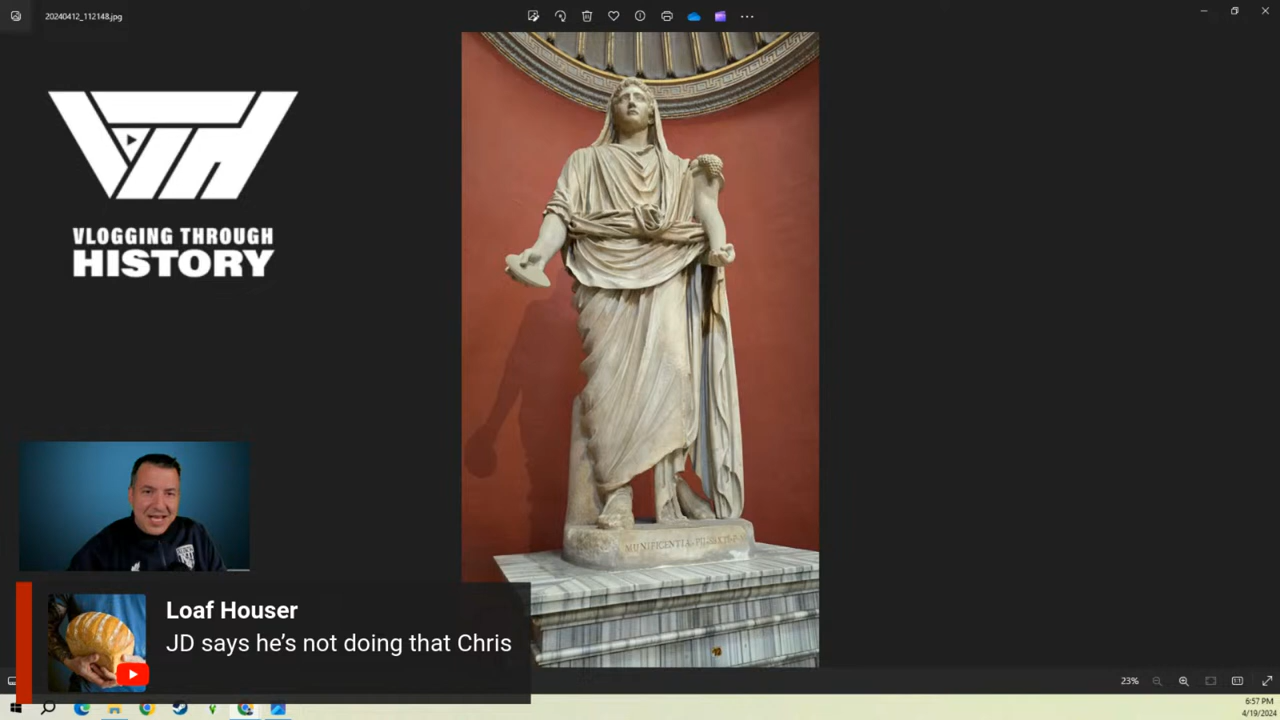 20240412_112148.jpg
VLOGGING THROUGH
HISTORY
MUNIFICENTIA
Loaf Houser
JD says he's not doing that Chris
23%
6:57 PM
4/19/2024